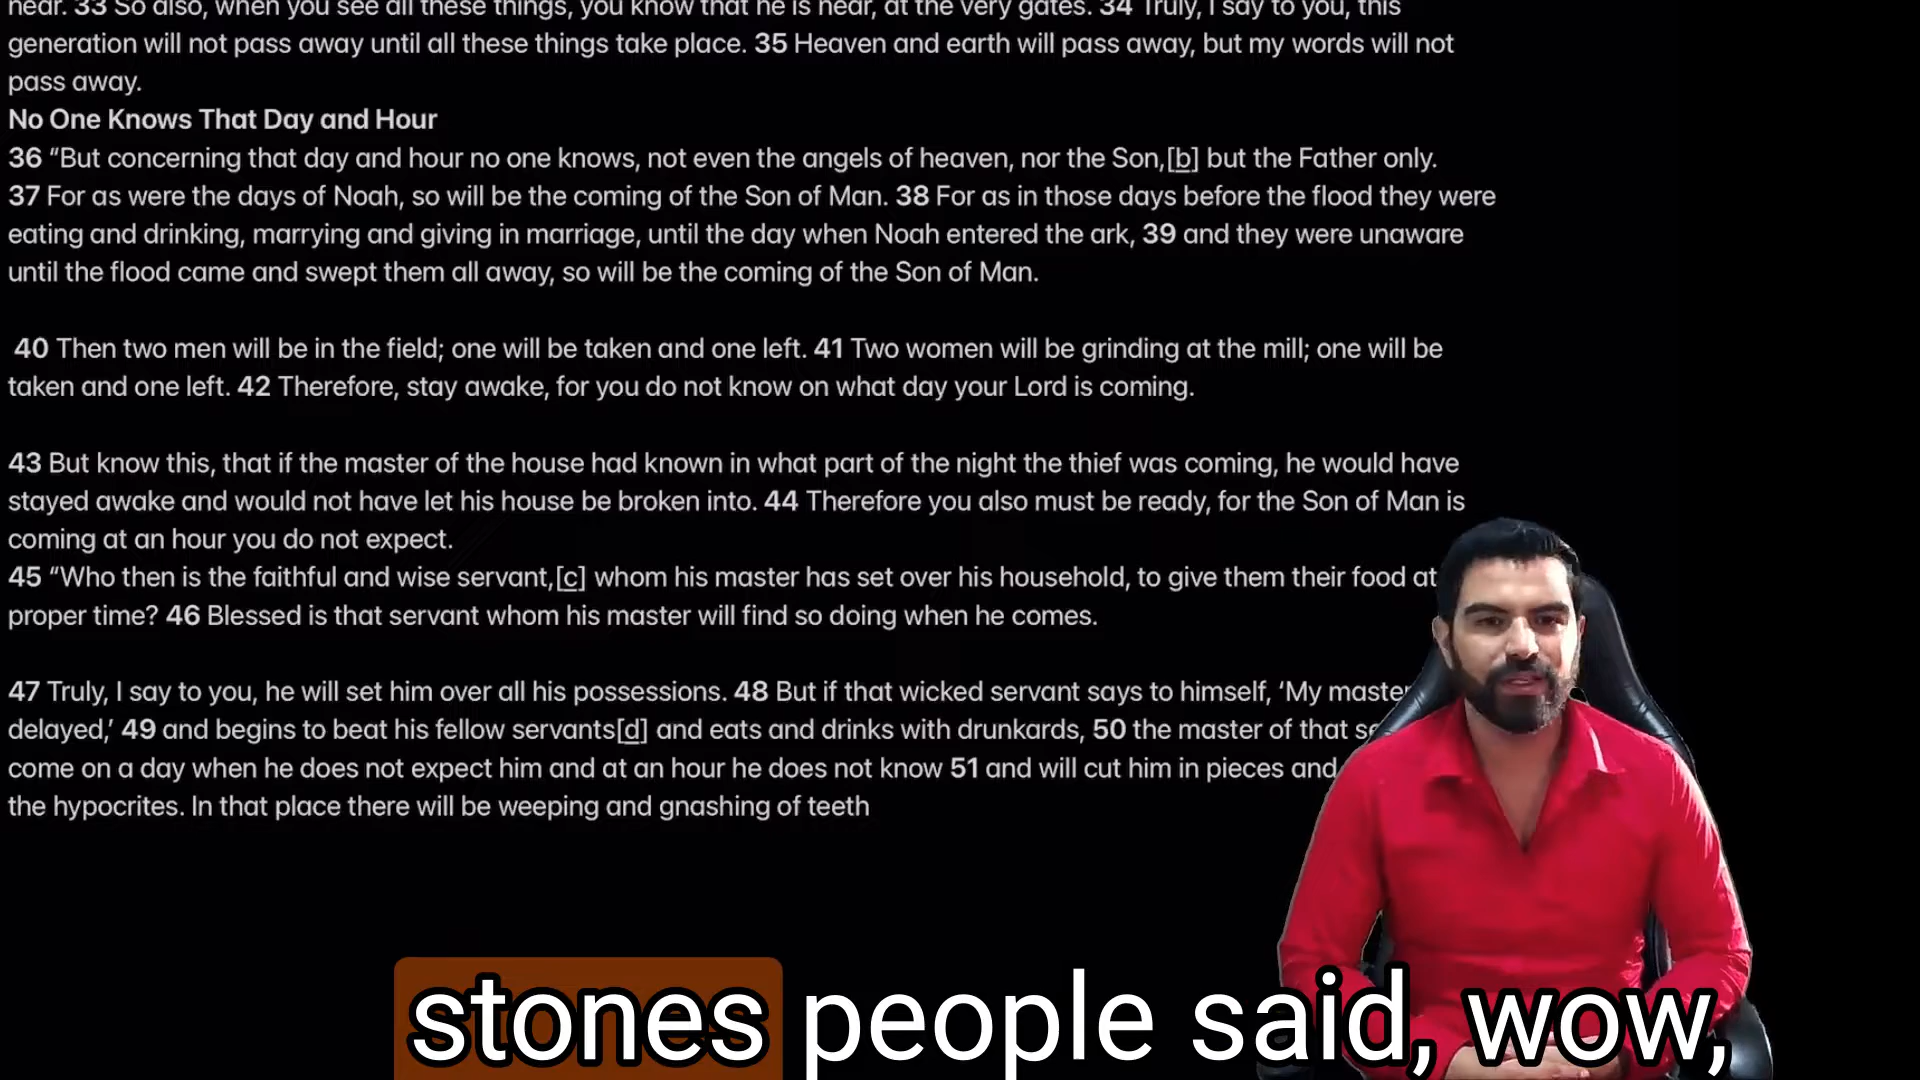 near. 33 So also, when you see all these things, you know that he is near, at the very gates. 34 Truly, I say to you, this
generation will not pass away until all these things take place. 35 Heaven and earth will pass away, but my words will not
pass away.
No One Knows That Day and Hour
36 “But concerning that day and hour no one knows, not even the angels of heaven, nor the Son,[b] but the Father only.
37 For as were the days of Noah, so will be the coming of the Son of Man. 38 For as in those days before the flood they were
eating and drinking, marrying and giving in marriage, until the day when Noah entered the ark, 39 and they were unaware
until the flood came and swept them all away, so will be the coming of the Son of Man.
40 Then two men will be in the field; one will be taken and one left. 41 Two women will be grinding at the mill; one will be
taken and one left. 42 Therefore, stay awake, for you do not know on what day your Lord is coming.
43 But know this, that if the master of the house had known in what part of the night the thief was coming, he would have
stayed awake and would not have let his house be broken into. 44 Therefore you also must be ready, for the Son of Man is
coming at an hour you do not expect.
45 “Who then is the faithful and wise servant,[c] whom his master has set over his household, to give them their food at
proper time? 46 Blessed is that servant whom his master will find so doing when he comes.
47 Truly, I say to you, he will set him over all his possessions. 48 But if that wicked servant says to himself, ‘My master
delayed,’ 49 and begins to beat his fellow servants[d] and eats and drinks with drunkards, 50 the master of that
come on a day when he does not expect him and at an hour he does not know 51 and will cut him in pieces and
the hypocrites. In that place there will be weeping and gnashing of teeth
stones people said, wow,